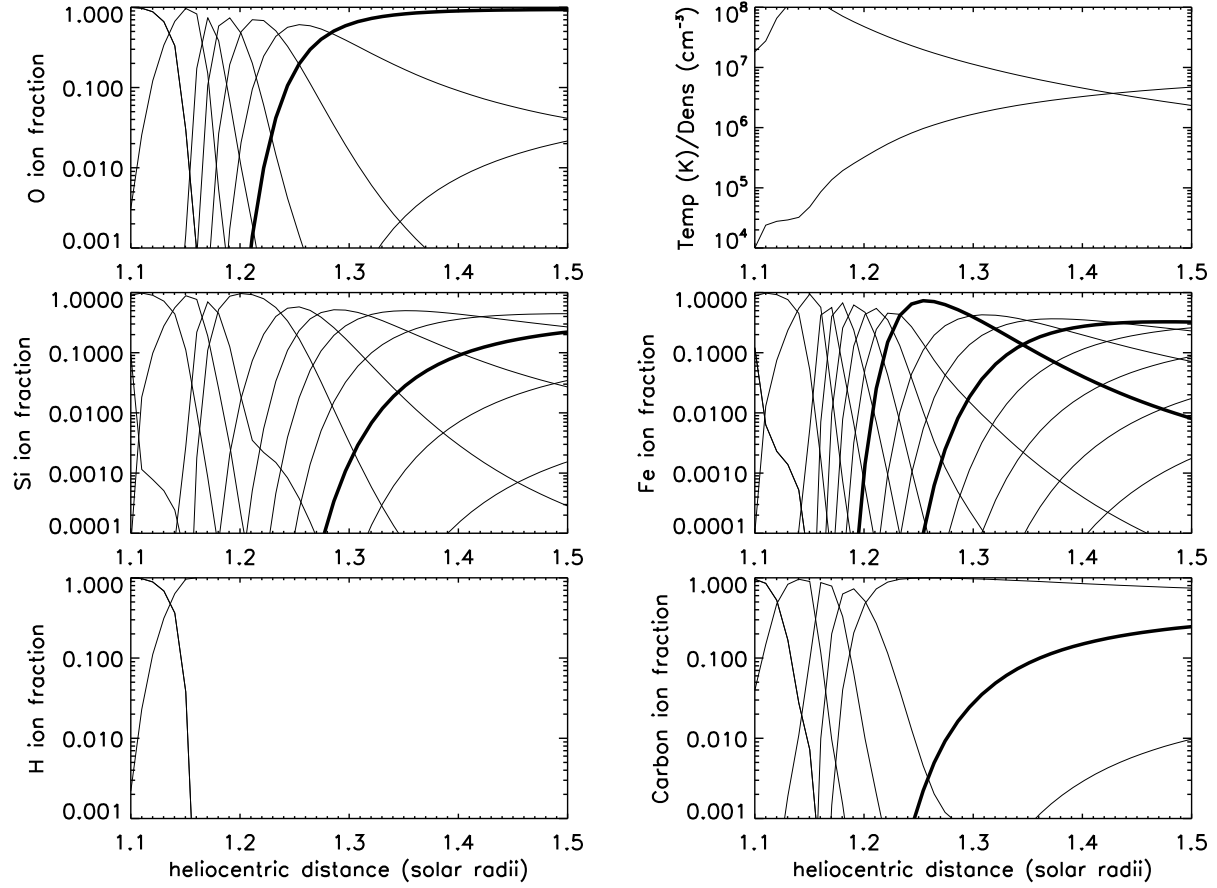 O ion fraction
1.000
0.100
0.010
0.001
1.1 1.2 1.3 1.4 1.5
Temp (K)/Dens (cm⁻³)
10⁸
10⁷
10⁶
10⁵
10⁴
1.1 1.2 1.3 1.4 1.5
Si ion fraction
1.0000
0.1000
0.0100
0.0010
0.0001
1.1 1.2 1.3 1.4 1.5
Fe ion fraction
1.0000
0.1000
0.0100
0.0010
0.0001
1.1 1.2 1.3 1.4 1.5
H ion fraction
1.000
0.100
0.010
0.001
1.1 1.2 1.3 1.4 1.5
heliocentric distance (solar radii)
Carbon ion fraction
1.000
0.100
0.010
0.001
1.1 1.2 1.3 1.4 1.5
heliocentric distance (solar radii)